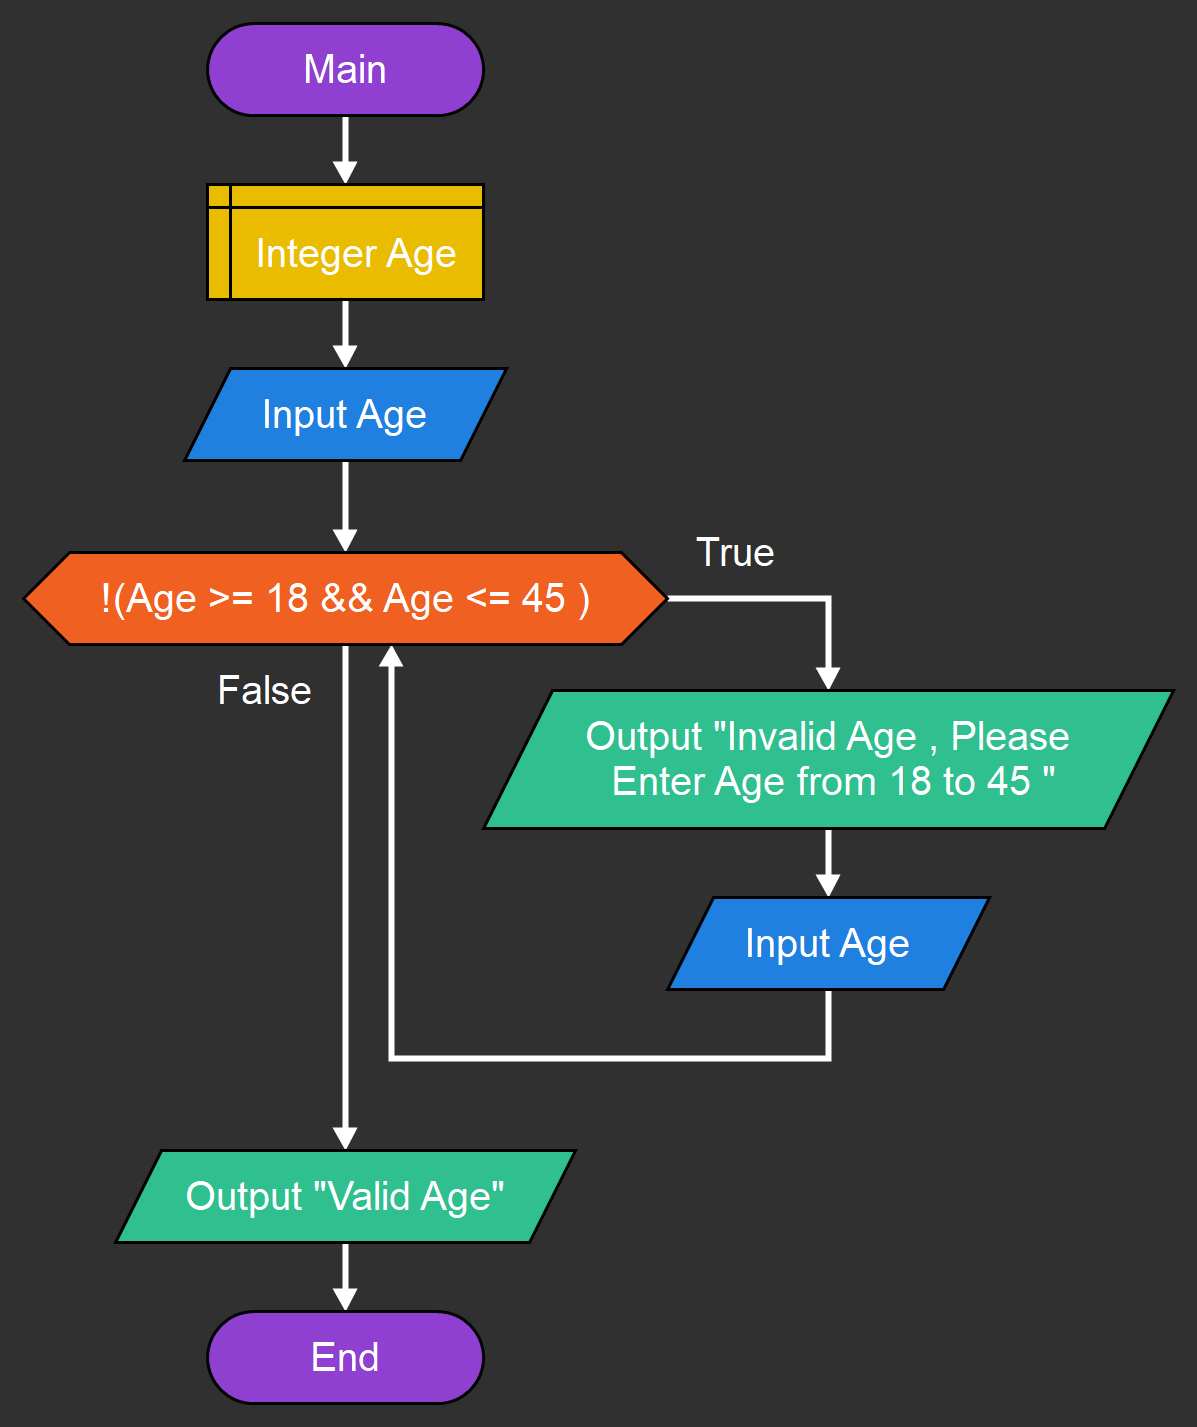 Main
Integer Age
Input Age
!(Age >= 18 && Age <= 45 )
True
False
Output "Invalid Age , Please
Enter Age from 18 to 45 "
Input Age
Output "Valid Age"
End